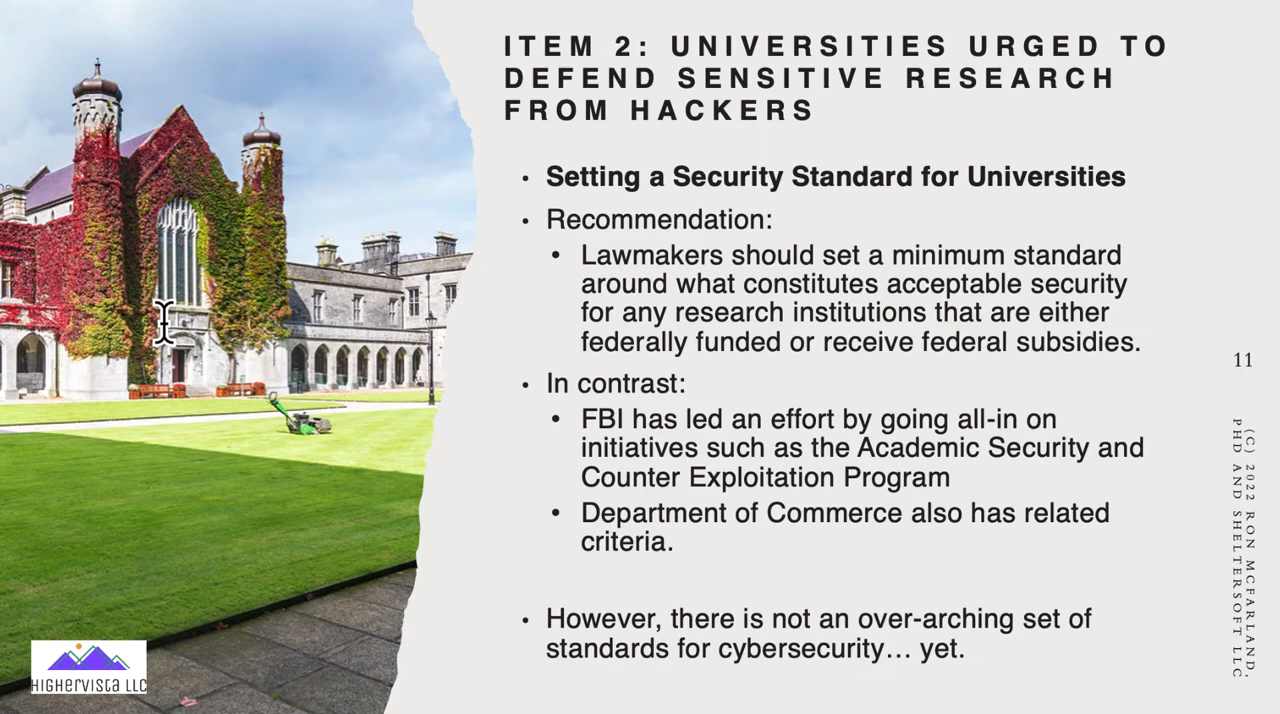 ITEM 2: UNIVERSITIES URGED TO
DEFEND SENSITIVE RESEARCH
FROM HACKERS
• Setting a Security Standard for Universities
• Recommendation:
• Lawmakers should set a minimum standard
around what constitutes acceptable security
for any research institutions that are either
federally funded or receive federal subsidies.
• In contrast:
• FBI has led an effort by going all-in on
initiatives such as the Academic Security and
Counter Exploitation Program
• Department of Commerce also has related
criteria.
• However, there is not an over-arching set of
standards for cybersecurity… yet.
11
(C) 2022 RON MCFARLAND,
PHD AND SHELTERSOFT LLC
HIGHERVISTA LLC